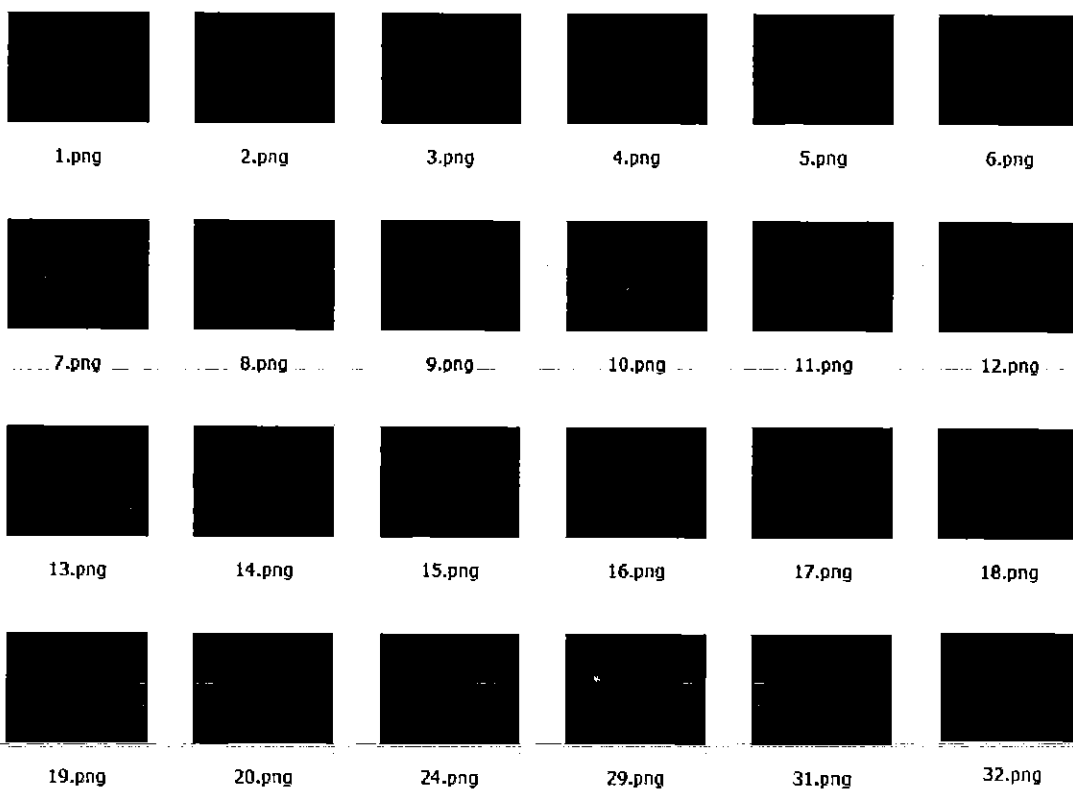 1.png 2.png 3.png 4.png 5.png 6.png
7.png 8.png 9.png 10.png 11.png 12.png
13.png 14.png 15.png 16.png 17.png 18.png
19.png 20.png 24.png 29.png 31.png 32.png